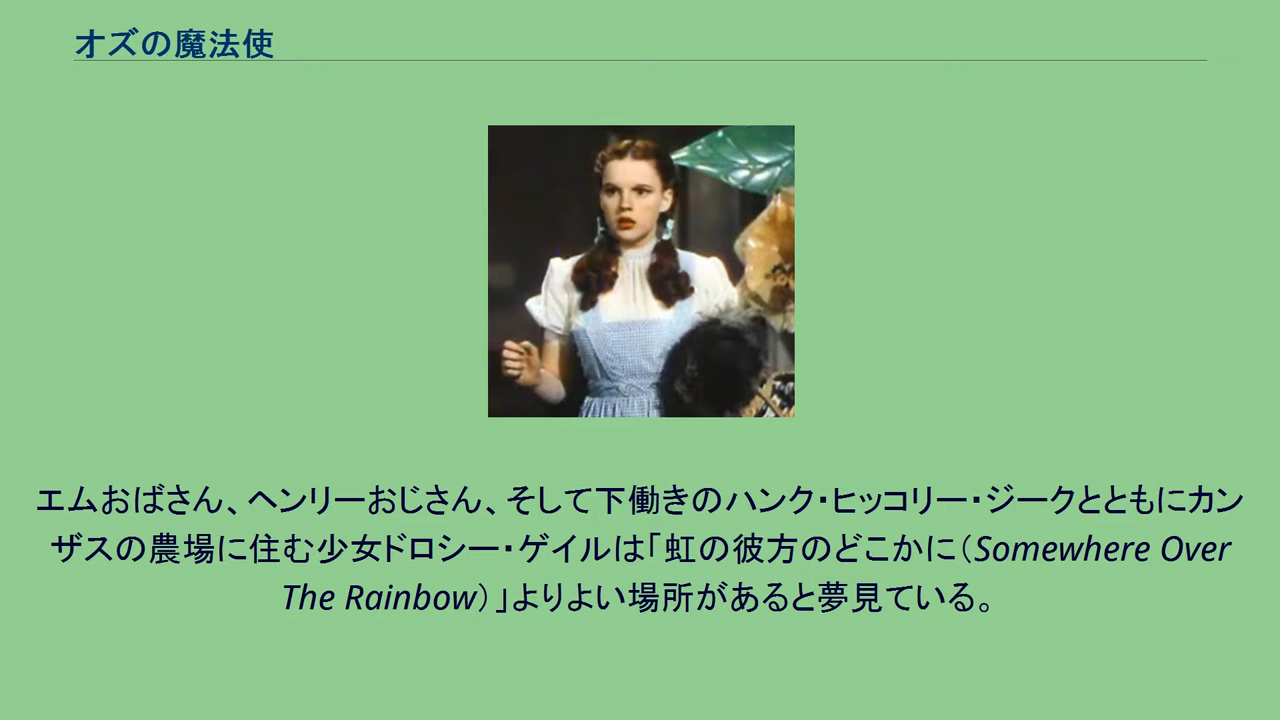 オズの魔法使
エムおばさん、ヘンリーおじさん、そして下働きのハンク・ヒッコリー・ジークとともにカン
ザスの農場に住む少女ドロシー・ゲイルは「虹の彼方のどこかに（Somewhere Over
The Rainbow）」よりよい場所があると夢見ている。